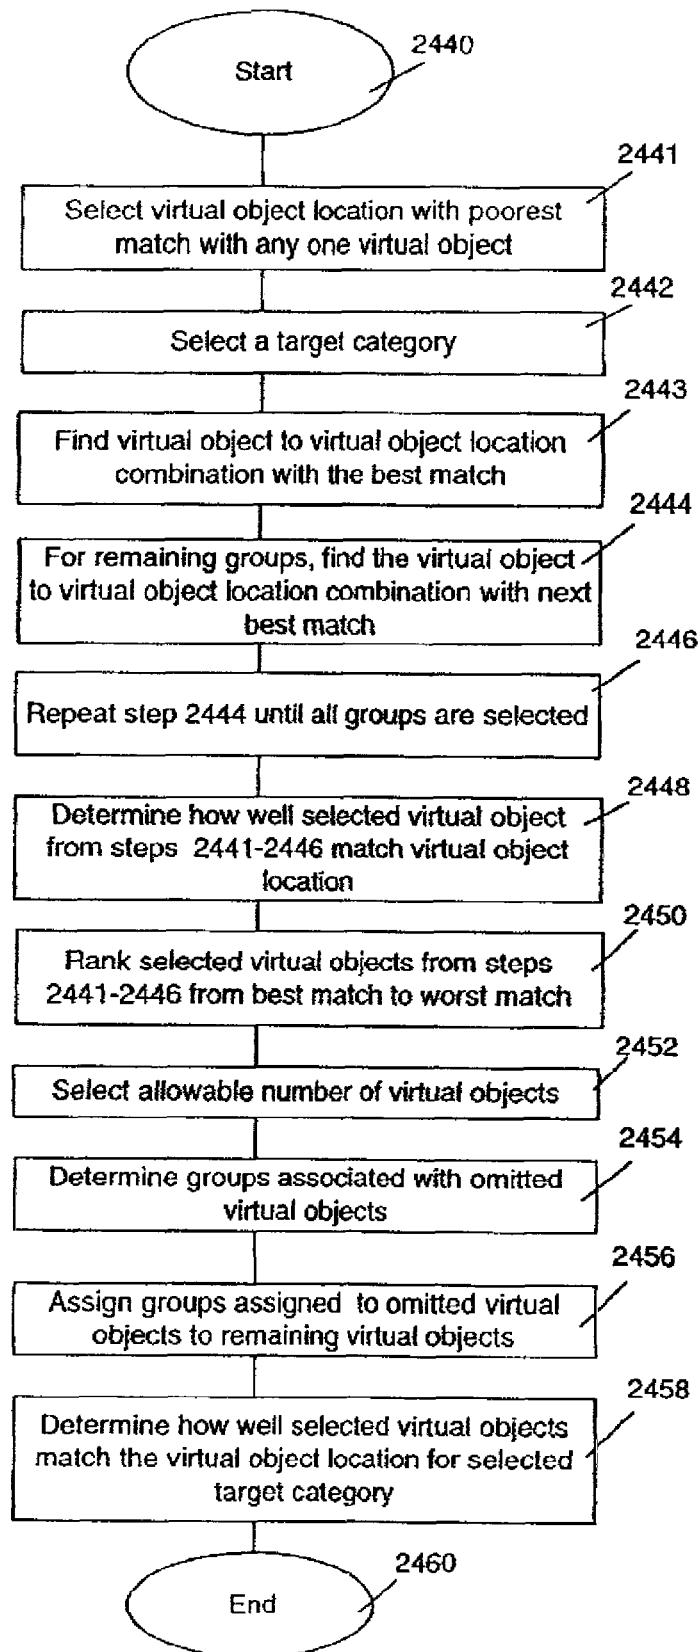 2440
Start
2441
Select virtual object location with poorest
match with any one virtual object
2442
Select a target category
2443
Find virtual object to virtual object location
combination with the best match
2444
For remaining groups, find the virtual object
to virtual object location combination with next
best match
2446
Repeat step 2444 until all groups are selected
2448
Determine how well selected virtual object
from steps 2441-2446 match virtual object
location
2450
Rank selected virtual objects from steps
2441-2446 from best match to worst match
2452
Select allowable number of virtual objects
2454
Determine groups associated with omitted
virtual objects
2456
Assign groups assigned to omitted virtual
objects to remaining virtual objects
2458
Determine how well selected virtual objects
match the virtual object location for selected
target category
2460
End